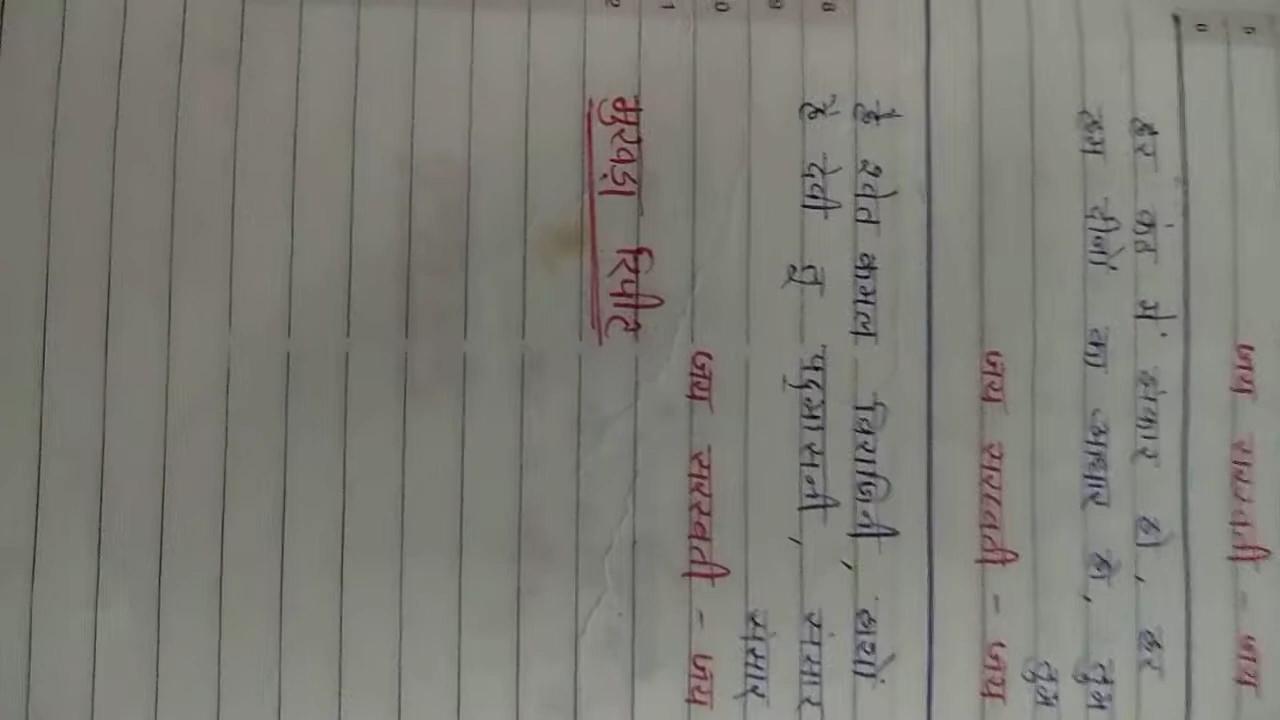 जय सरस्वती - जय
हर कंठ में हो, हर
हम दीनों का आधार हो, तुम
तुम
जय सरस्वती - जय
हे श्वेत कमल विराजिनी,
हे देवी तु पद्मासनी, संसार
संसार
जय सरस्वती - जय
मुखड़ा रिपीट